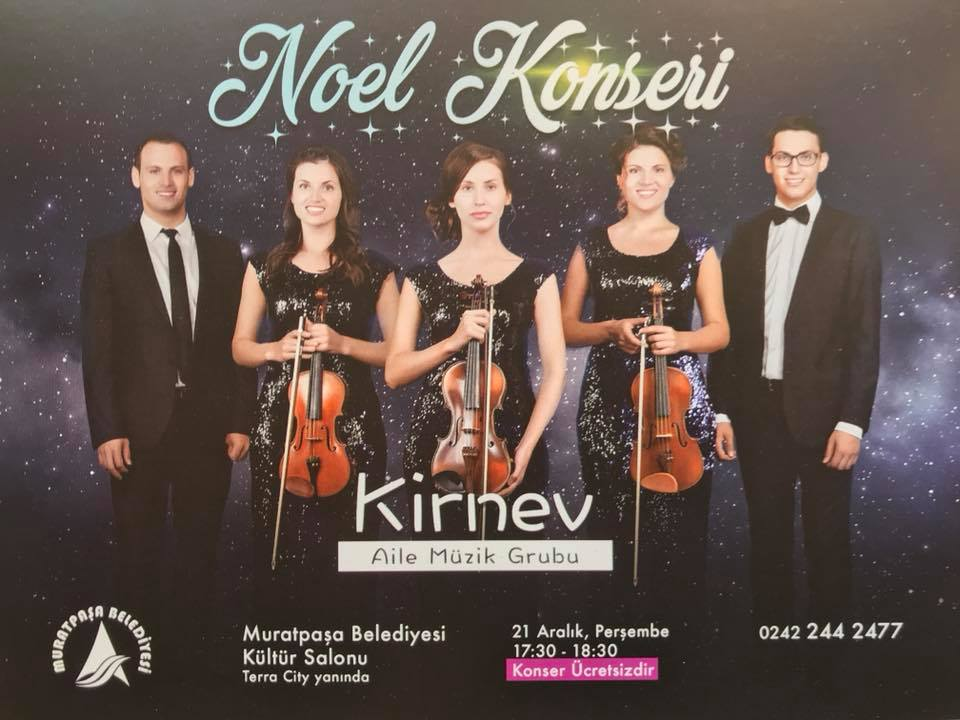 Noel Konseri
Kirnev
Aile Müzik Grubu
MURATPAŞA BELEDİYESİ
Muratpaşa Belediyesi
Kültür Salonu
Terra City yanında
21 Aralık, Perşembe
17:30 - 18:30
Konser Ücretsizdir
0242 244 2477